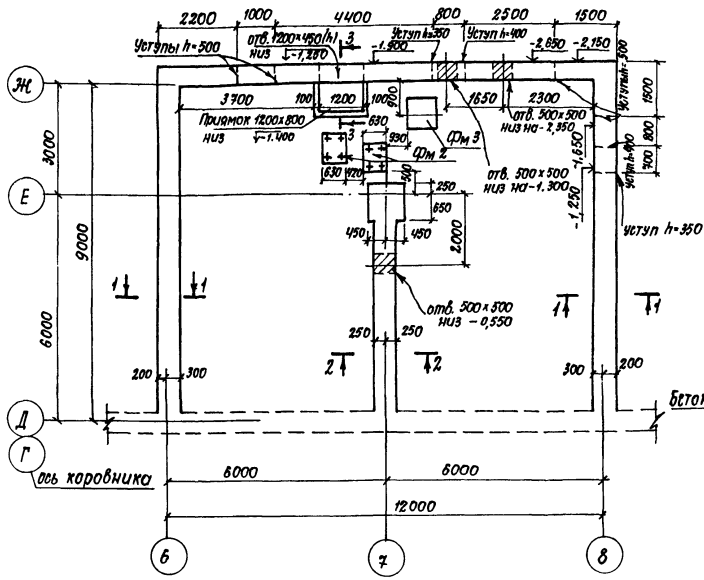 2200 1000 4400 800 2500 1500
Уступы h=500
отв. 1200×450(h)
низ -1,250
3
-1.900
Уступ h=350
Уступ h=400
-2,650
-2,150
Уступ h=500
Ж
3700 100 1200 100
1650 2300
1500
Приямок 1200×800
низ -1.400
3
630
900
930
Фм 3
Фм 2
отв. 500×500
низ на -2,350
отв. 500×500
низ на -1.300
-1,650
-1,250
Уступ h=400
800
700
уступ h=350
3000
9000
6000
Е
630 420
500
250
650
450 450
2000
отв. 500×500
низ -0,550
1 1
1 1
250 250
200 300
2 2
300 200
Д
Г
Бетон
ось коровника
6000 6000
12000
6 7 8